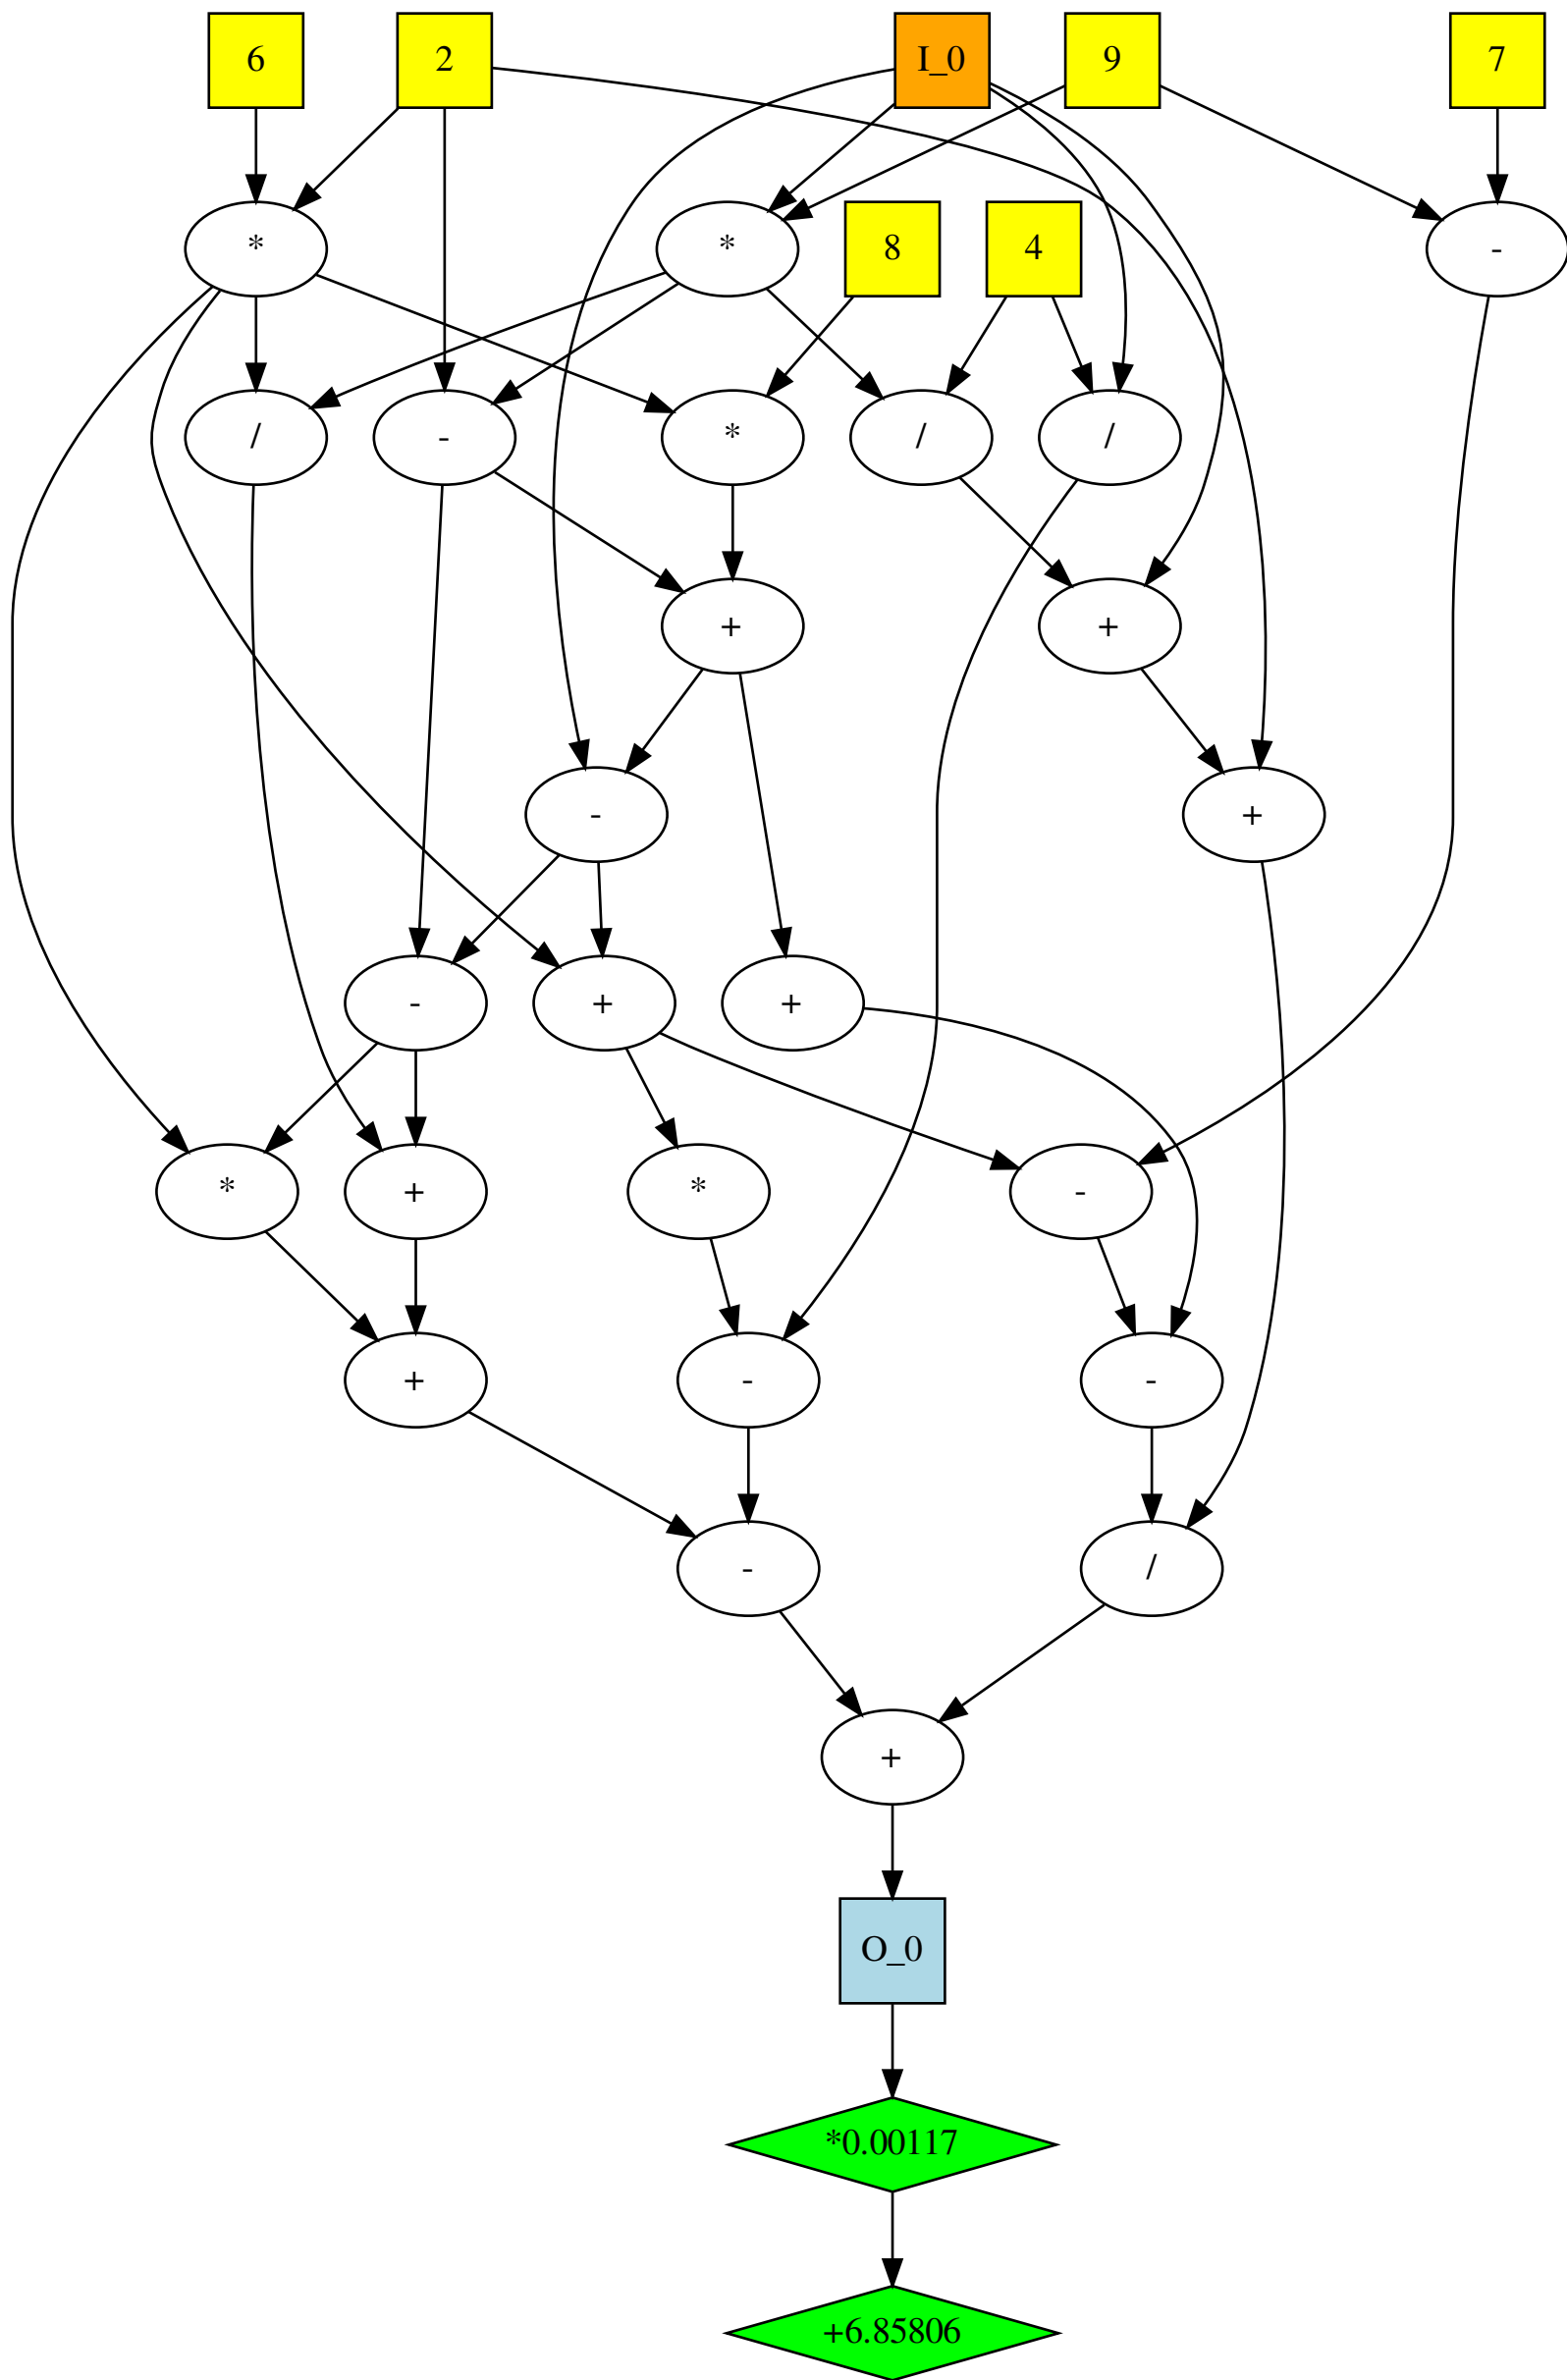 6 2 I_0 9 7
* * 8 4 -
/ - * / /
+ +
- +
- + +
* + * -
+ - -
- /
+
O_0
*0.00117
+6.85806